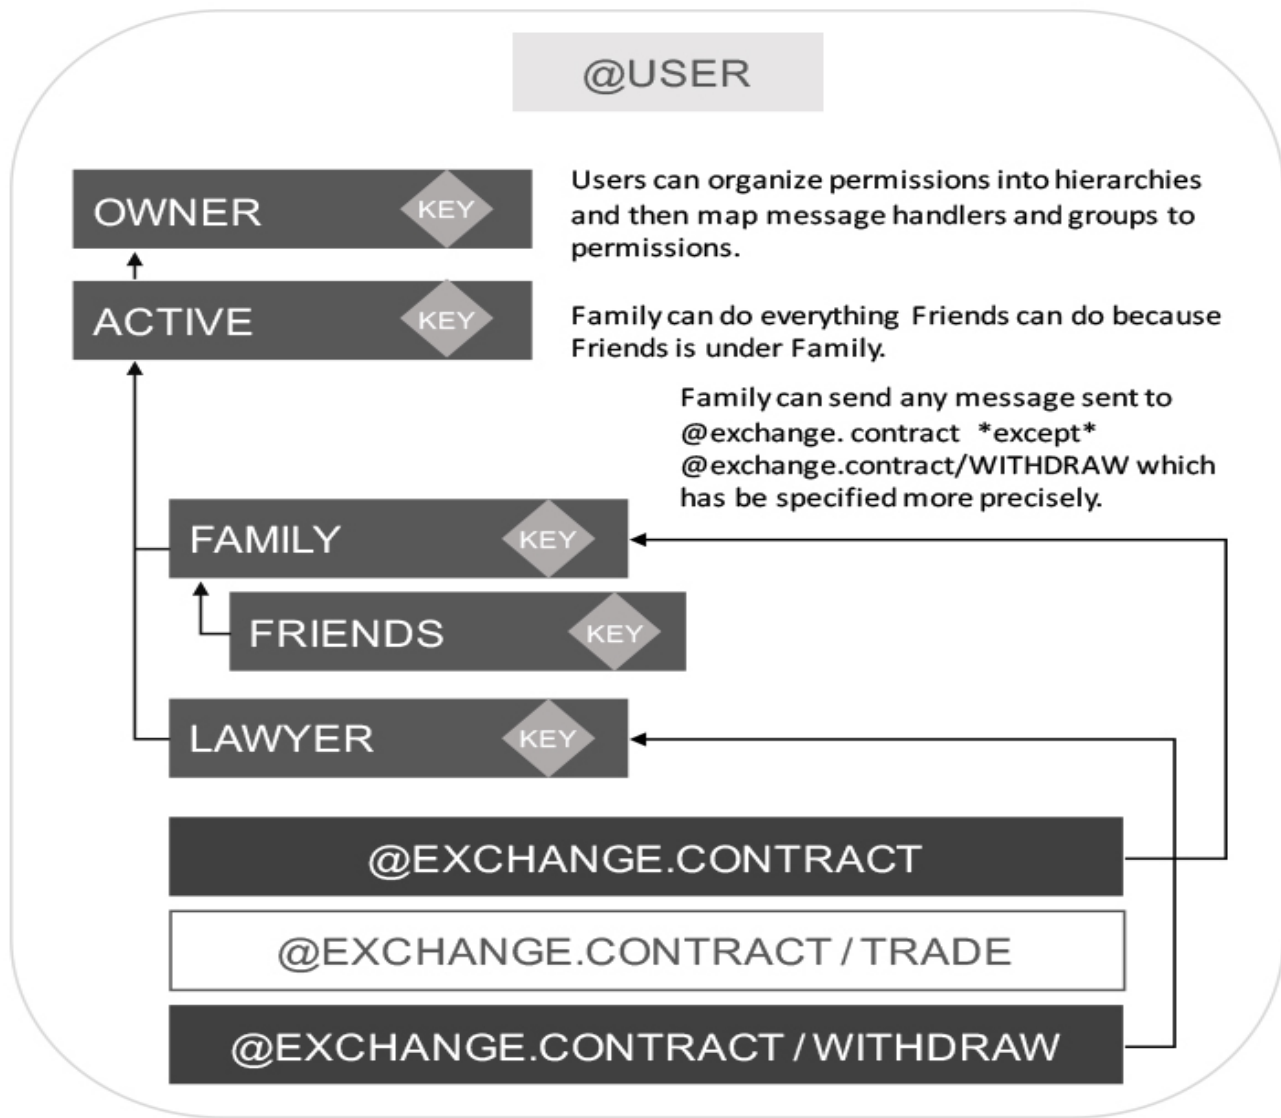 @USER
OWNER KEY
Users can organize permissions into hierarchies
and then map message handlers and groups to
permissions.
ACTIVE KEY
Family can do everything Friends can do because
Friends is under Family.
Family can send any message sent to
@exchange. contract *except*
@exchange.contract/WITHDRAW which
has be specified more precisely.
FAMILY KEY
FRIENDS KEY
LAWYER KEY
@EXCHANGE.CONTRACT
@EXCHANGE.CONTRACT / TRADE
@EXCHANGE.CONTRACT / WITHDRAW